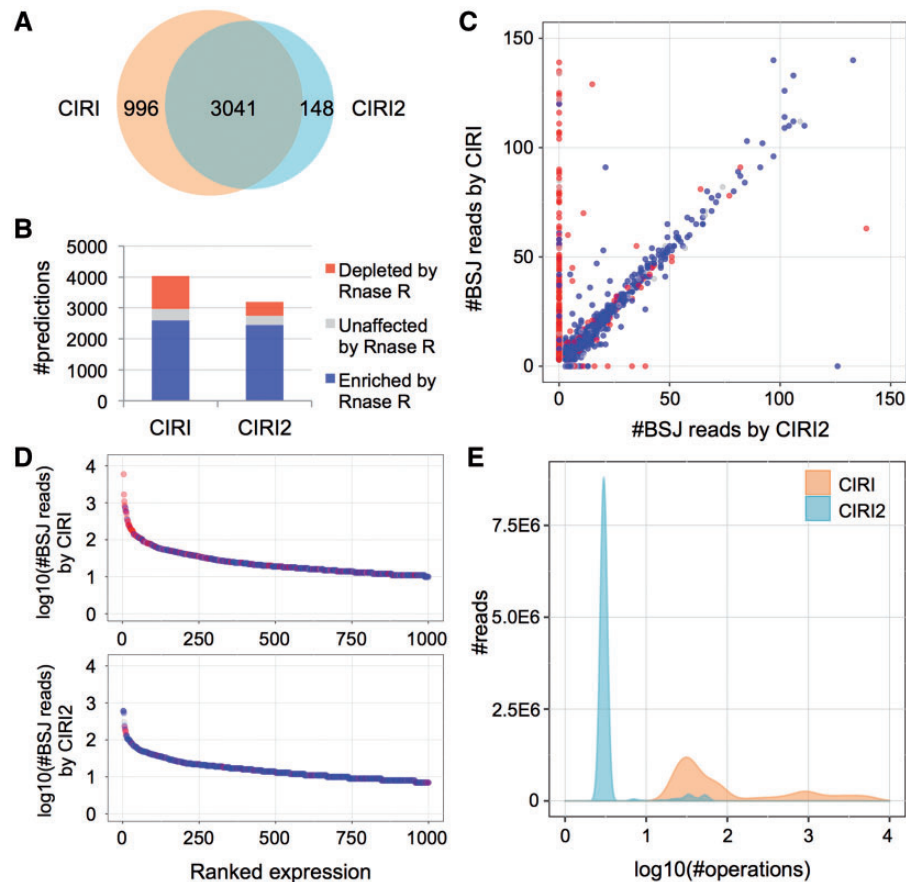 A
CIRI 996 3041 148 CIRI2
B
5000
4000
3000
2000
1000
0
#predictions
CIRI CIRI2
Depleted by
Rnase R
Unaffected
by Rnase R
Enriched by
Rnase R
C
150
100
50
0
#BSJ reads by CIRI
0 50 100 150
#BSJ reads by CIRI2
D
4
3
2
1
0
log10(#BSJ reads)
by CIRI
0 250 500 750 1000
4
3
2
1
0
log10(#BSJ reads)
by CIRI2
0 250 500 750 1000
Ranked expression
E
CIRI
CIRI2
7.5E6
5.0E6
2.5E6
0
#reads
0 1 2 3 4
log10(#operations)